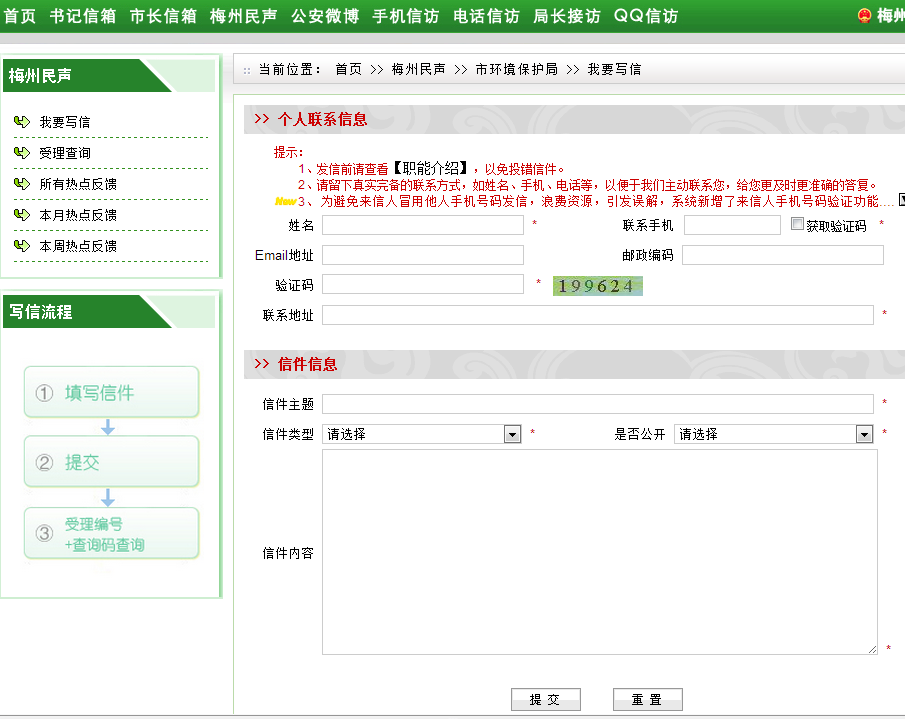 首页 书记信箱 市长信箱 梅州民声 公安微博 手机信访 电话信访 局长接访 QQ信访 梅州
梅州民声
我要写信
受理查询
所有热点反馈
本月热点反馈
本周热点反馈
写信流程
① 填写信件
② 提交
③ 受理编号
+查询码查询
当前位置： 首页 >> 梅州民声 >> 市环境保护局 >> 我要写信
>> 个人联系信息
提示：
1、发信前请查看【职能介绍】，以免投错信件。
2、请留下真实完备的联系方式，如姓名、手机、电话等，以便于我们主动联系您，给您更及时更准确的答复。
New 3、为避免来信人冒用他人手机号码发信，浪费资源，引发误解，系统新增了来信人手机号码验证功能....
姓名 * 联系手机 获取验证码 *
Email地址 邮政编码
验证码 * 199624
联系地址 *
>> 信件信息
信件主题 *
信件类型 请选择 * 是否公开 请选择 *
信件内容 *
提 交 重 置